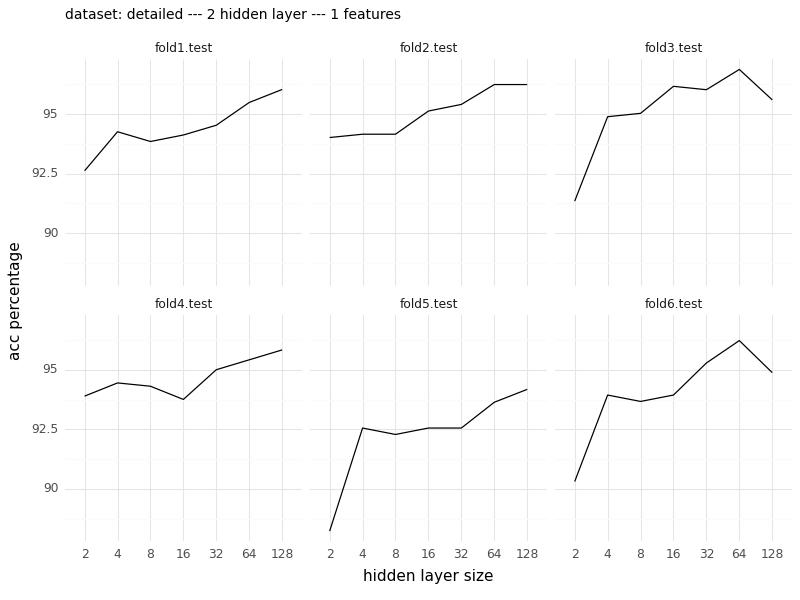 dataset: detailed --- 2 hidden layer --- 1 features
fold1.test fold2.test fold3.test
95
92.5
90
fold4.test fold5.test fold6.test
95
92.5
90
acc percentage
2 4 8 16 32 64 128 2 4 8 16 32 64 128 2 4 8 16 32 64 128
hidden layer size